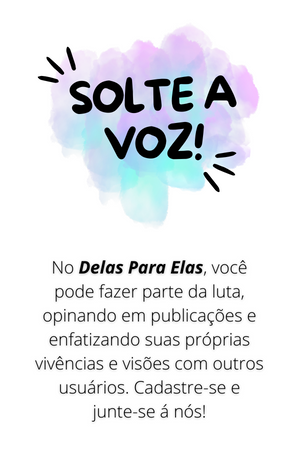 SOLTE A
VOZ!
No Delas Para Elas, você
pode fazer parte da luta,
opinando em publicações e
enfatizando suas próprias
vivências e visões com outros
usuários. Cadastre-se e
junte-se á nós!